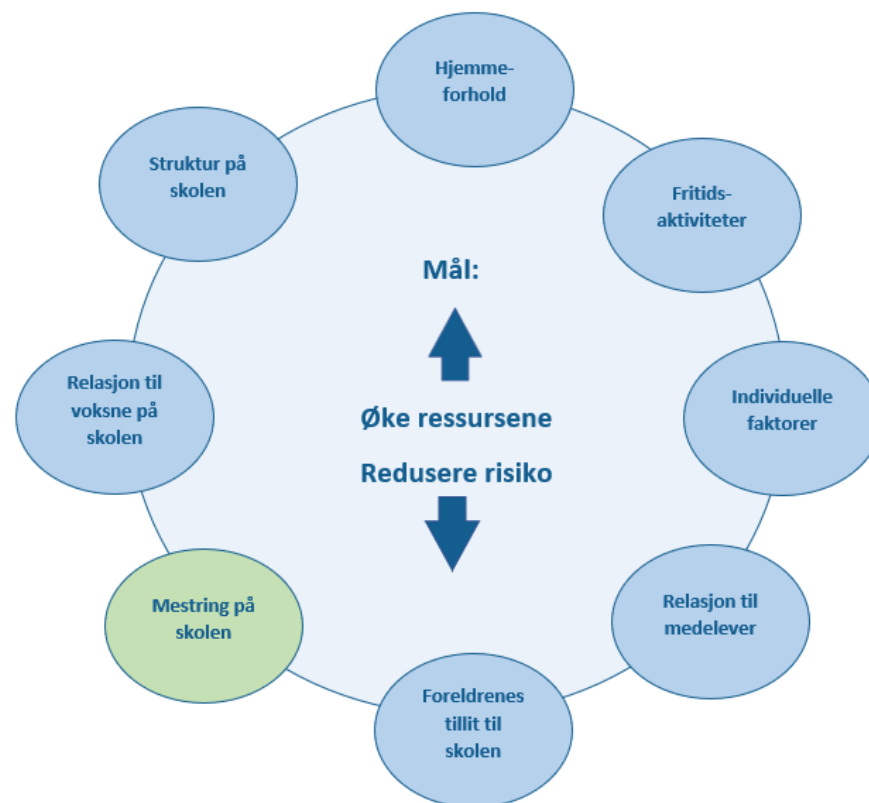 Hjemme-
forhold
Fritids-
aktiviteter
Individuelle
faktorer
Relasjon til
medelever
Foreldrenes
tillit til
skolen
Mestring på
skolen
Relasjon til
voksne på
skolen
Struktur på
skolen
Mål:
Øke ressursene
Redusere risiko